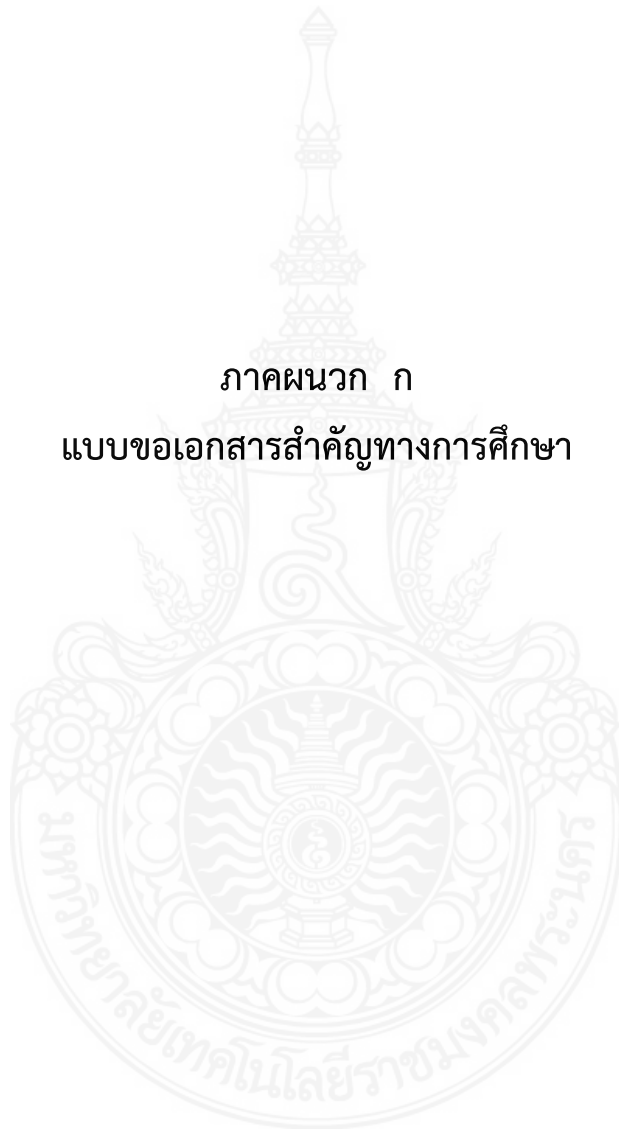 ภาคผนวก ก
แบบขอเอกสารสำคัญทางการศึกษา
มหาวิทยาลัยเทคโนโลยีราชมงคลพระนคร